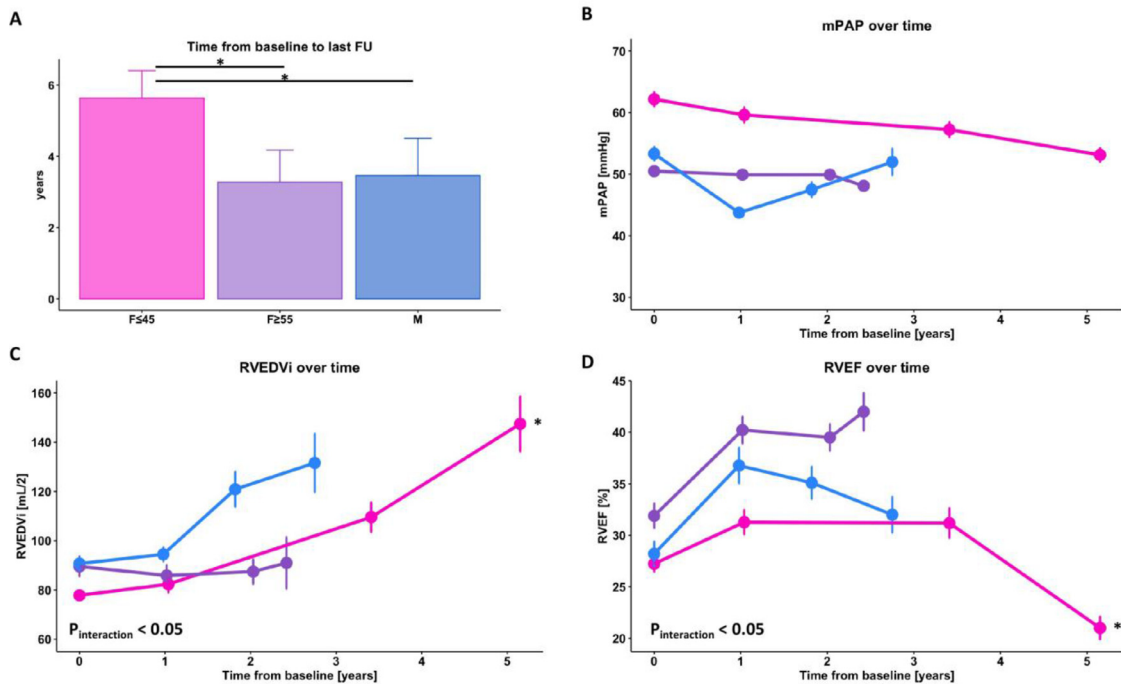 A
Time from baseline to last FU
*
*
6
4
2
0
years
F≤45
F≥55
M
B
mPAP over time
70
60
50
40
30
mPAP [mmHg]
0 1 2 3 4 5
Time from baseline [years]
C
RVEDVi over time
160
140
120
100
80
60
RVEDVi [mL/2]
*
P interaction < 0.05
0 1 2 3 4 5
Time from baseline [years]
D
RVEF over time
45
40
35
30
25
20
RVEF [%]
*
P interaction < 0.05
0 1 2 3 4 5
Time from baseline [years]